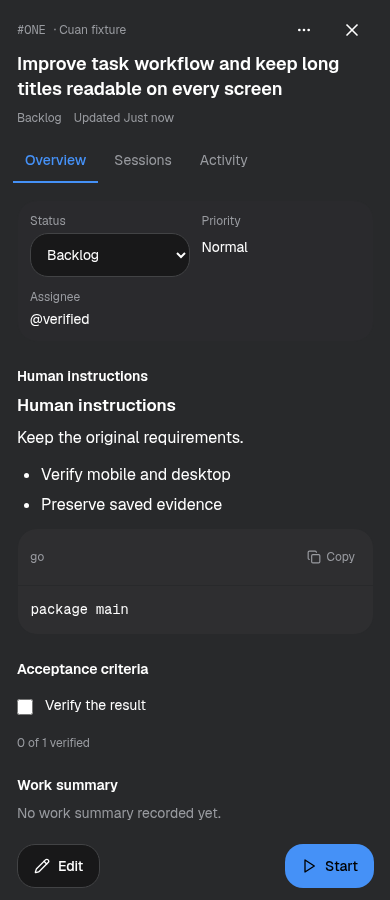 #ONE · Cuan fixture
Improve task workflow and keep long
titles readable on every screen
Backlog Updated Just now
Overview Sessions Activity
Status Priority
Backlog Normal
Assignee
@verified
Human instructions
Human instructions
Keep the original requirements.
• Verify mobile and desktop
• Preserve saved evidence
go Copy
package main
Acceptance criteria
Verify the result
0 of 1 verified
Work summary
No work summary recorded yet.
Edit Start